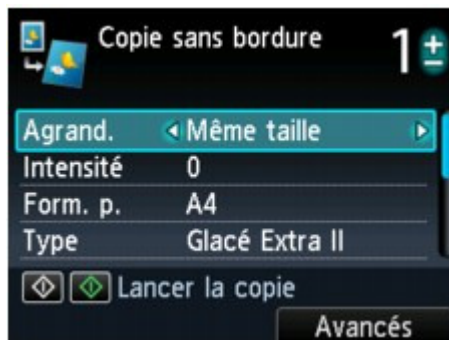 Copie sans bordure 1
Agrand. Même taille
Intensité 0
Form. p. A4
Type Glacé Extra II
Lancer la copie
Avancés